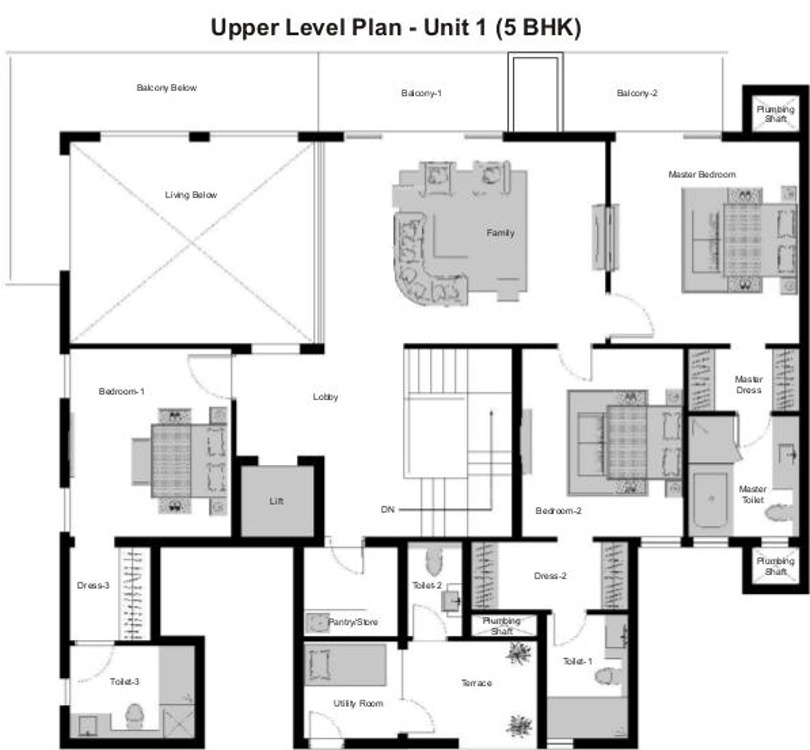 Upper Level Plan - Unit 1 (5 BHK)
Balcony Below
Balcony-1
Balcony-2
Plumbing
Shaft
Living Below
Master Bedroom
Family
Bedroom-1
Lobby
Master
Dress
Lift
DN
Bedroom-2
Master
Toilet
Plumbing
Shaft
Dress-3
Toilet-2
Dress-2
Pantry/Store
Plumbing
Shaft
Toilet-3
Utility Room
Terrace
Toilet-1